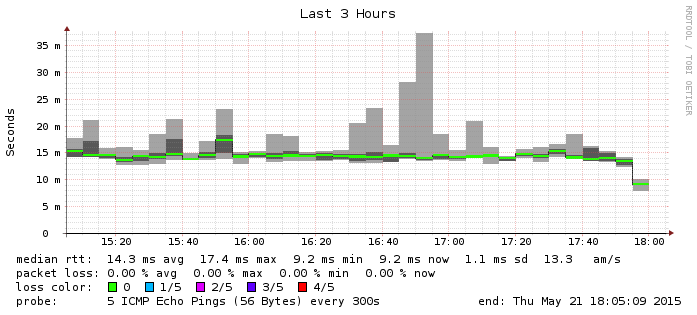 Last 3 Hours
RRDTOOL / TOBI OETIKER
Seconds
35 m
30 m
25 m
20 m
15 m
10 m
5 m
0
15:20 15:40 16:00 16:20 16:40 17:00 17:20 17:40 18:00
median rtt: 14.3 ms avg 17.4 ms max 9.2 ms min 9.2 ms now 1.1 ms sd 13.3 am/s
packet loss: 0.00 % avg 0.00 % max 0.00 % min 0.00 % now
loss color: 0 1/5 2/5 3/5 4/5
probe: 5 ICMP Echo Pings (56 Bytes) every 300s end: Thu May 21 18:05:09 2015